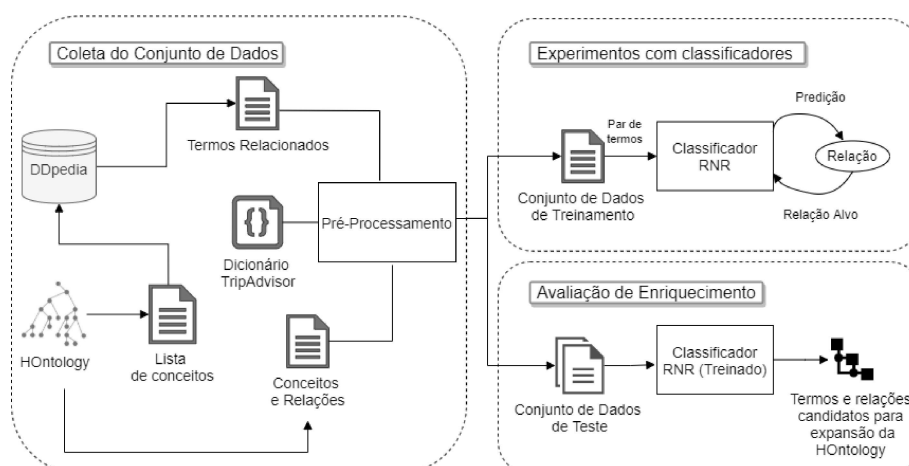 Coleta do Conjunto de Dados
Termos Relacionados
DDpedia
Pré-Processamento
Dicionário
TripAdvisor
HOntology
Lista
de conceitos
Conceitos
e Relações
Experimentos com classificadores
Par de
termos
Conjunto de Dados
de Treinamento
Classificador
RNR
Predição
Relação
Relação Alvo
Avaliação de Enriquecimento
Conjunto de Dados
de Teste
Classificador
RNR (Treinado)
Termos e relações
candidatos para
expansão da
HOntology